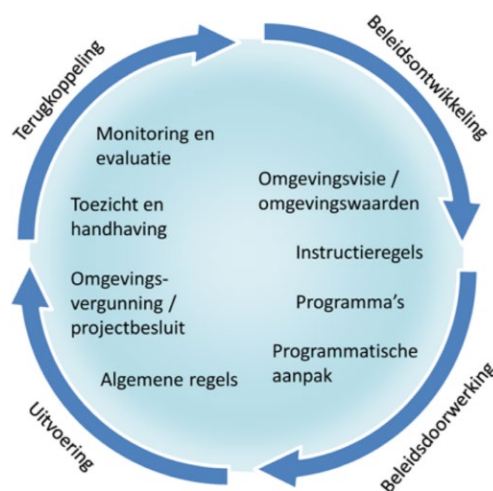 Terugkoppeling
Beleidsontwikkeling
Monitoring en
evaluatie
Toezicht en
handhaving
Omgevings-
vergunning /
projectbesluit
Algemene regels
Omgevingsvisie /
omgevingswaarden
Instructieregels
Programma's
Programmatische
aanpak
Uitvoering
Beleidsdoorwerking